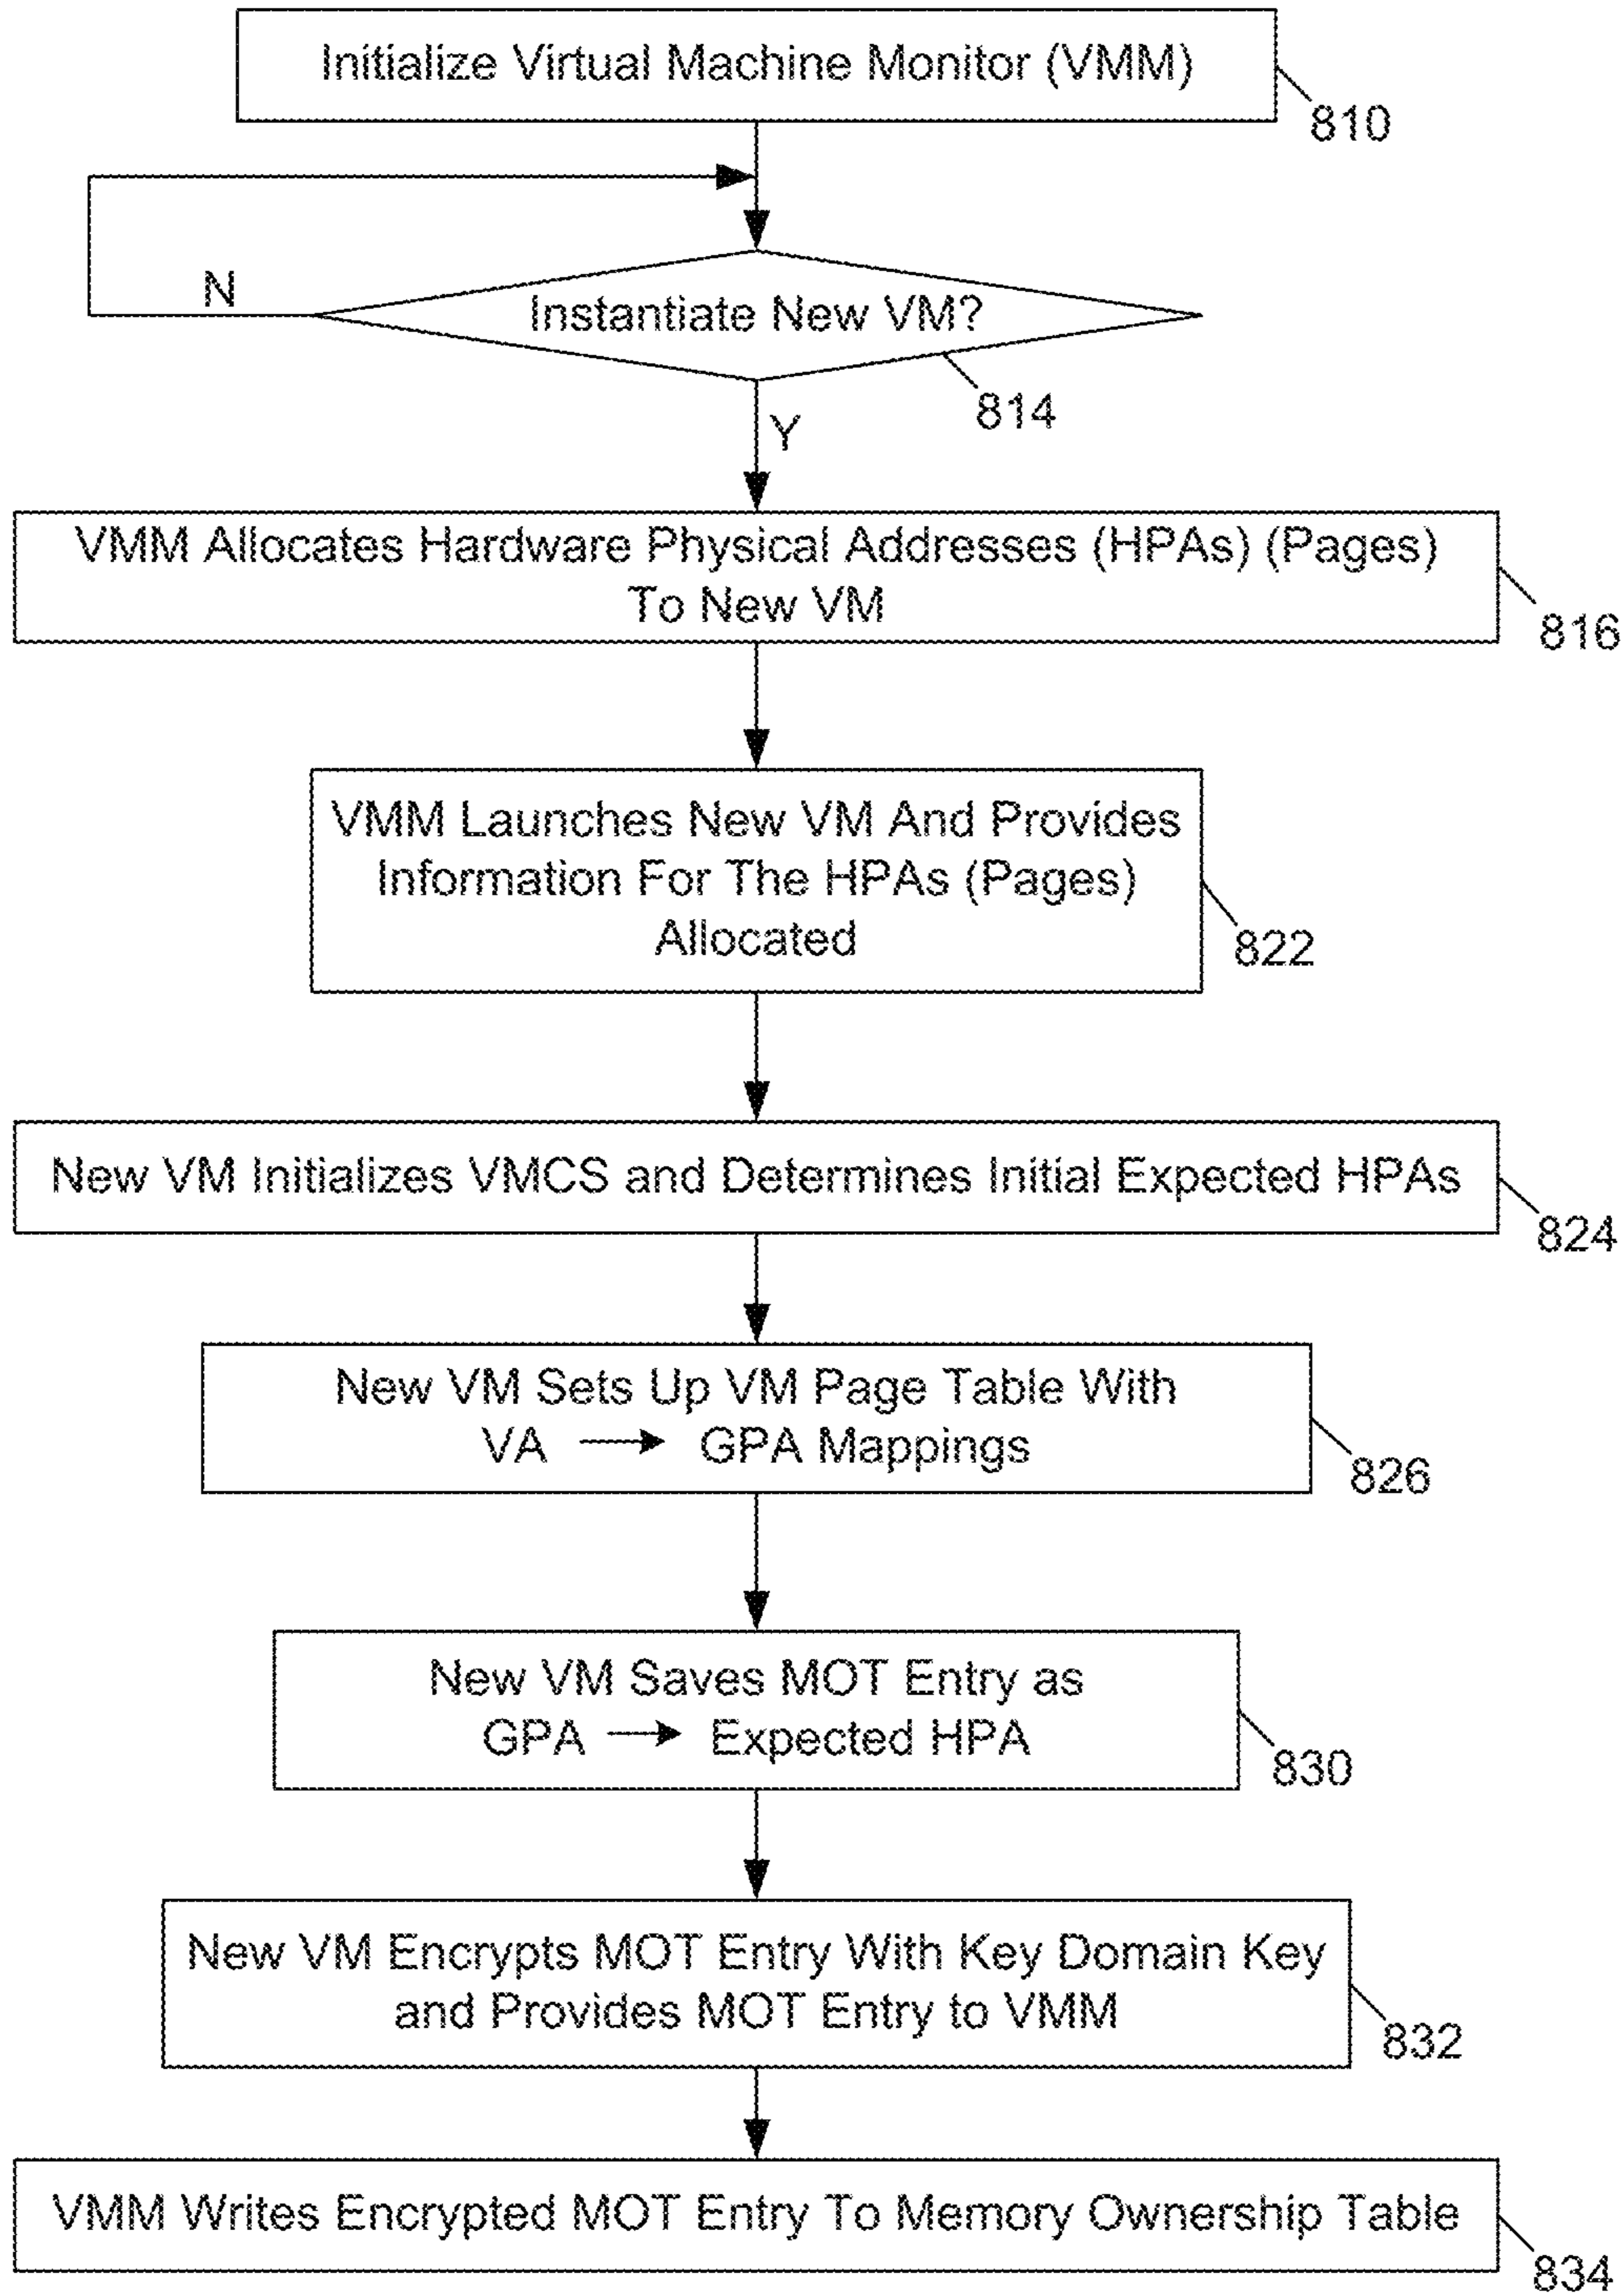 Initialize Virtual Machine Monitor (VMM)
810
N
Instantiate New VM?
814
Y
VMM Allocates Hardware Physical Addresses (HPAs) (Pages)
To New VM
816
VMM Launches New VM And Provides
Information For The HPAs (Pages)
Allocated
822
New VM Initializes VMCS and Determines Initial Expected HPAs
824
New VM Sets Up VM Page Table With
VA → GPA Mappings
826
New VM Saves MOT Entry as
GPA → Expected HPA
830
New VM Encrypts MOT Entry With Key Domain Key
and Provides MOT Entry to VMM
832
VMM Writes Encrypted MOT Entry To Memory Ownership Table
834